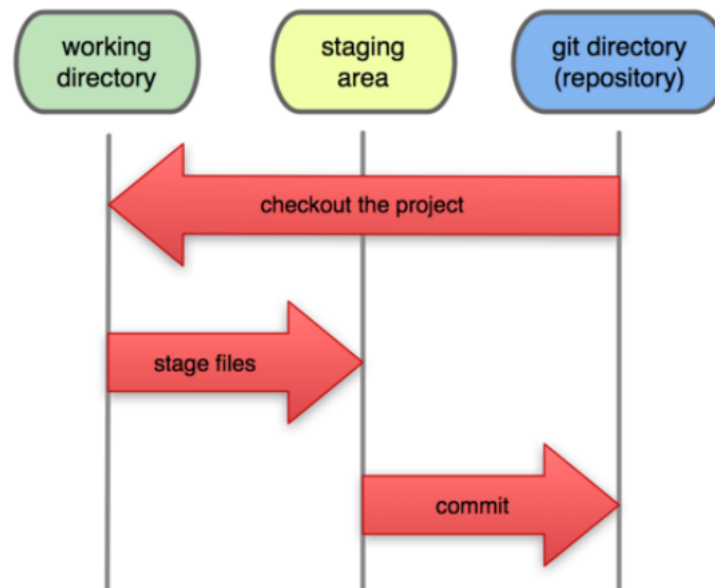 working
directory
staging
area
git directory
(repository)
checkout the project
stage files
commit